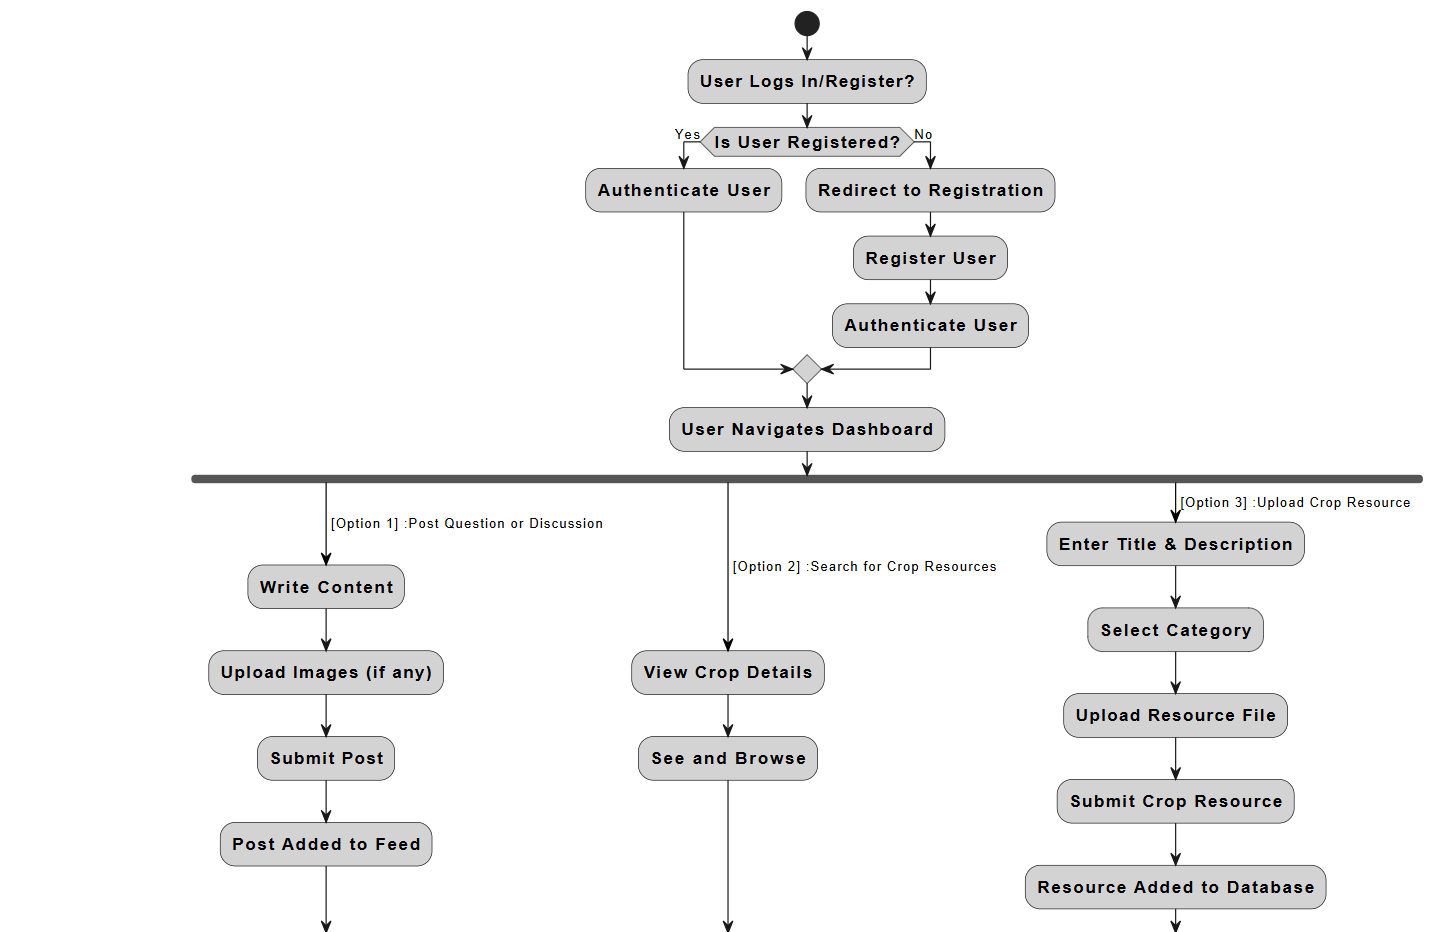 User Logs In/Register?
Yes
Is User Registered?
No
Authenticate User
Redirect to Registration
Register User
Authenticate User
User Navigates Dashboard
[Option 1] :Post Question or Discussion
Write Content
Upload Images (if any)
Submit Post
Post Added to Feed
[Option 2] :Search for Crop Resources
View Crop Details
See and Browse
[Option 3] :Upload Crop Resource
Enter Title & Description
Select Category
Upload Resource File
Submit Crop Resource
Resource Added to Database